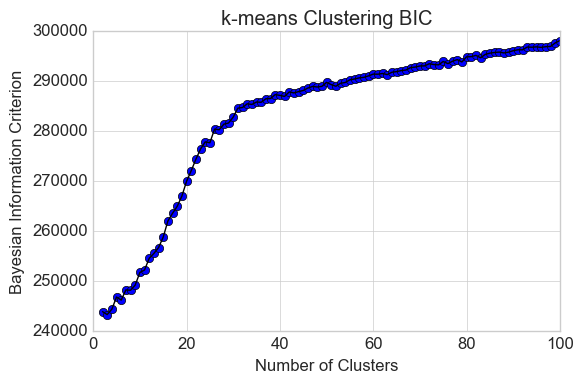 k-means Clustering BIC
300000
290000
280000
270000
260000
250000
240000
Bayesian Information Criterion
0 20 40 60 80 100
Number of Clusters